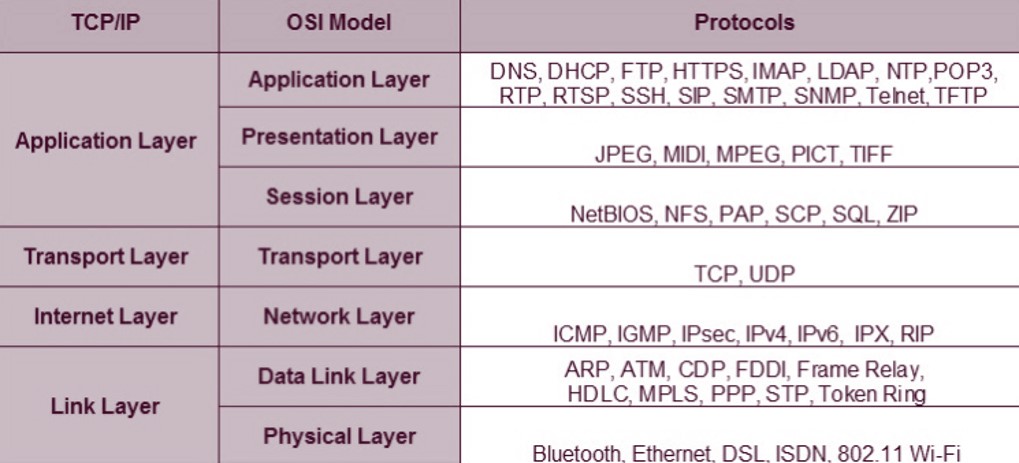 TCP/IP OSI Model Protocols
Application Layer
Application Layer
DNS, DHCP, FTP, HTTPS, IMAP, LDAP, NTP,POP3,
RTP, RTSP, SSH, SIP, SMTP, SNMP, Telnet, TFTP
Presentation Layer
JPEG, MIDI, MPEG, PICT, TIFF
Session Layer
NetBIOS, NFS, PAP, SCP, SQL, ZIP
Transport Layer
Transport Layer
TCP, UDP
Internet Layer
Network Layer
ICMP, IGMP, IPsec, IPv4, IPv6, IPX, RIP
Link Layer
Data Link Layer
ARP, ATM, CDP, FDDI, Frame Relay,
HDLC, MPLS, PPP, STP, Token Ring
Physical Layer
Bluetooth, Ethernet, DSL, ISDN, 802.11 Wi-Fi